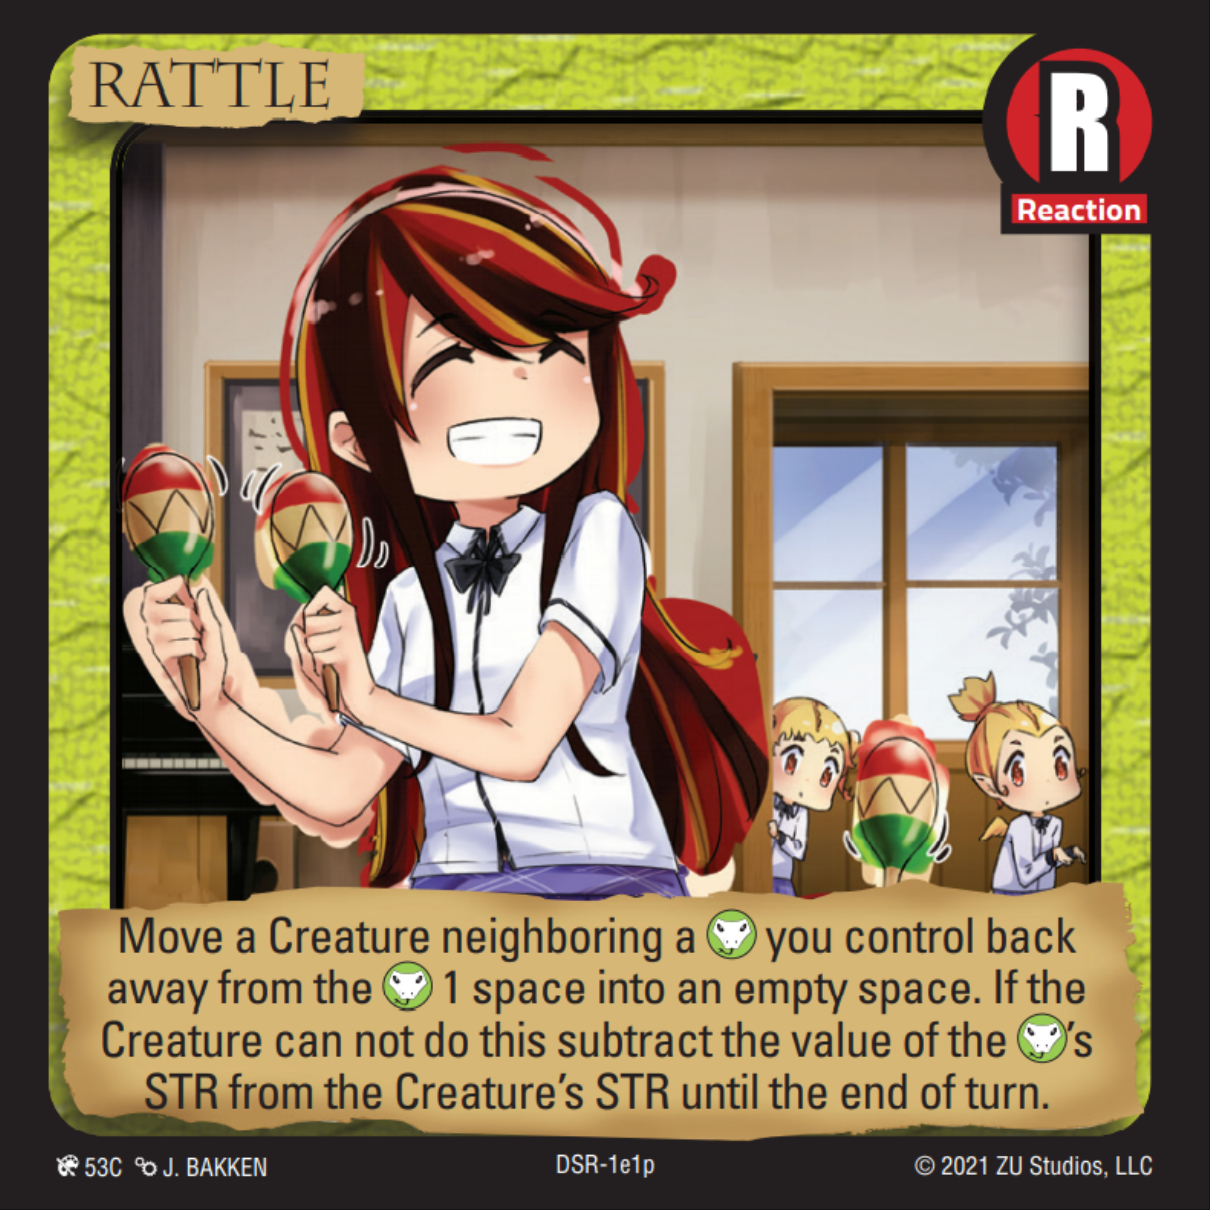 RATTLE
R
Reaction
Move a Creature neighboring a you control back
away from the 1 space into an empty space. If the
Creature can not do this subtract the value of the 's
STR from the Creature's STR until the end of turn.
53C J. BAKKEN
DSR-1e1p
© 2021 ZU Studios, LLC